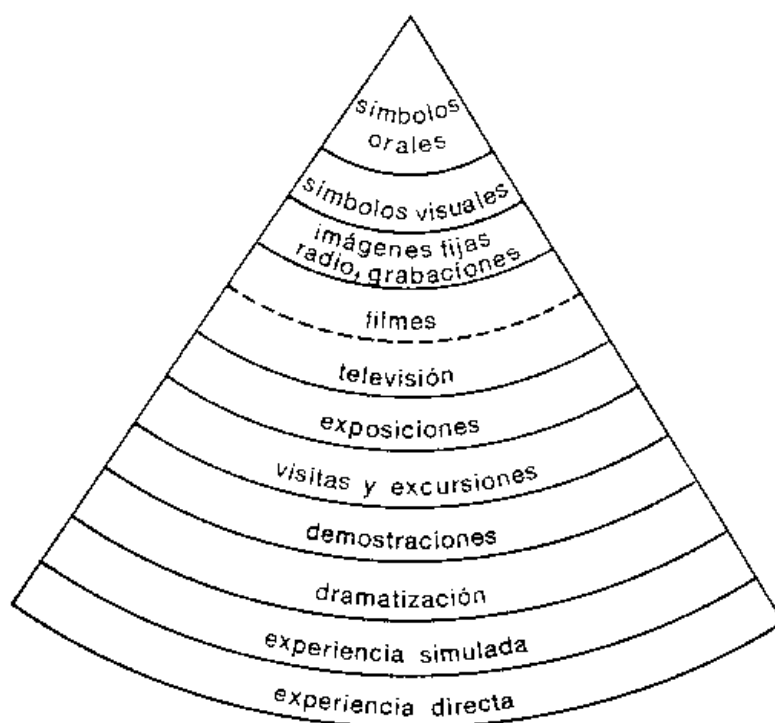 símbolos
orales
símbolos visuales
imágenes fijas
radio, grabaciones
filmes
televisión
exposiciones
visitas y excursiones
demostraciones
dramatización
experiencia simulada
experiencia directa